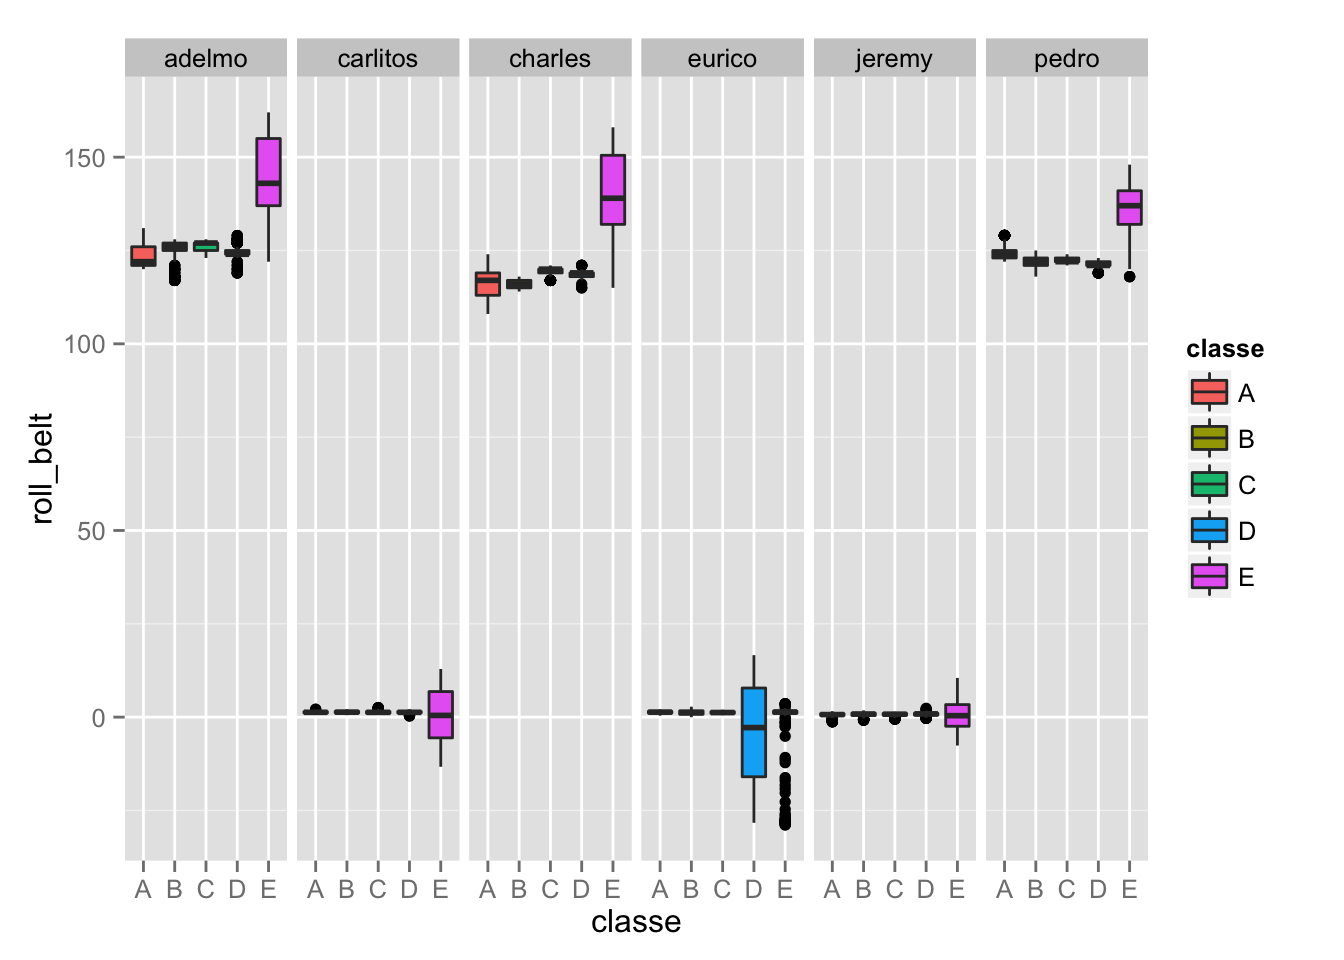 adelmo carlitos charles eurico jeremy pedro
150
100
50
0
roll_belt
A B C D E A B C D E A B C D E A B C D E A B C D E A B C D E
classe
classe
A
B
C
D
E